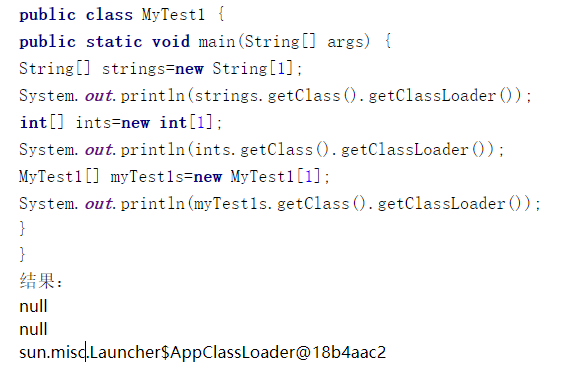 public class MyTest1 {
public static void main(String[] args) {
String[] strings=new String[1];
System.out.println(strings.getClass().getClassLoader());
int[] ints=new int[1];
System.out.println(ints.getClass().getClassLoader());
MyTest1[] myTest1s=new MyTest1[1];
System.out.println(myTest1s.getClass().getClassLoader());
}
}
结果：
null
null
sun.misc.Launcher$AppClassLoader@18b4aac2